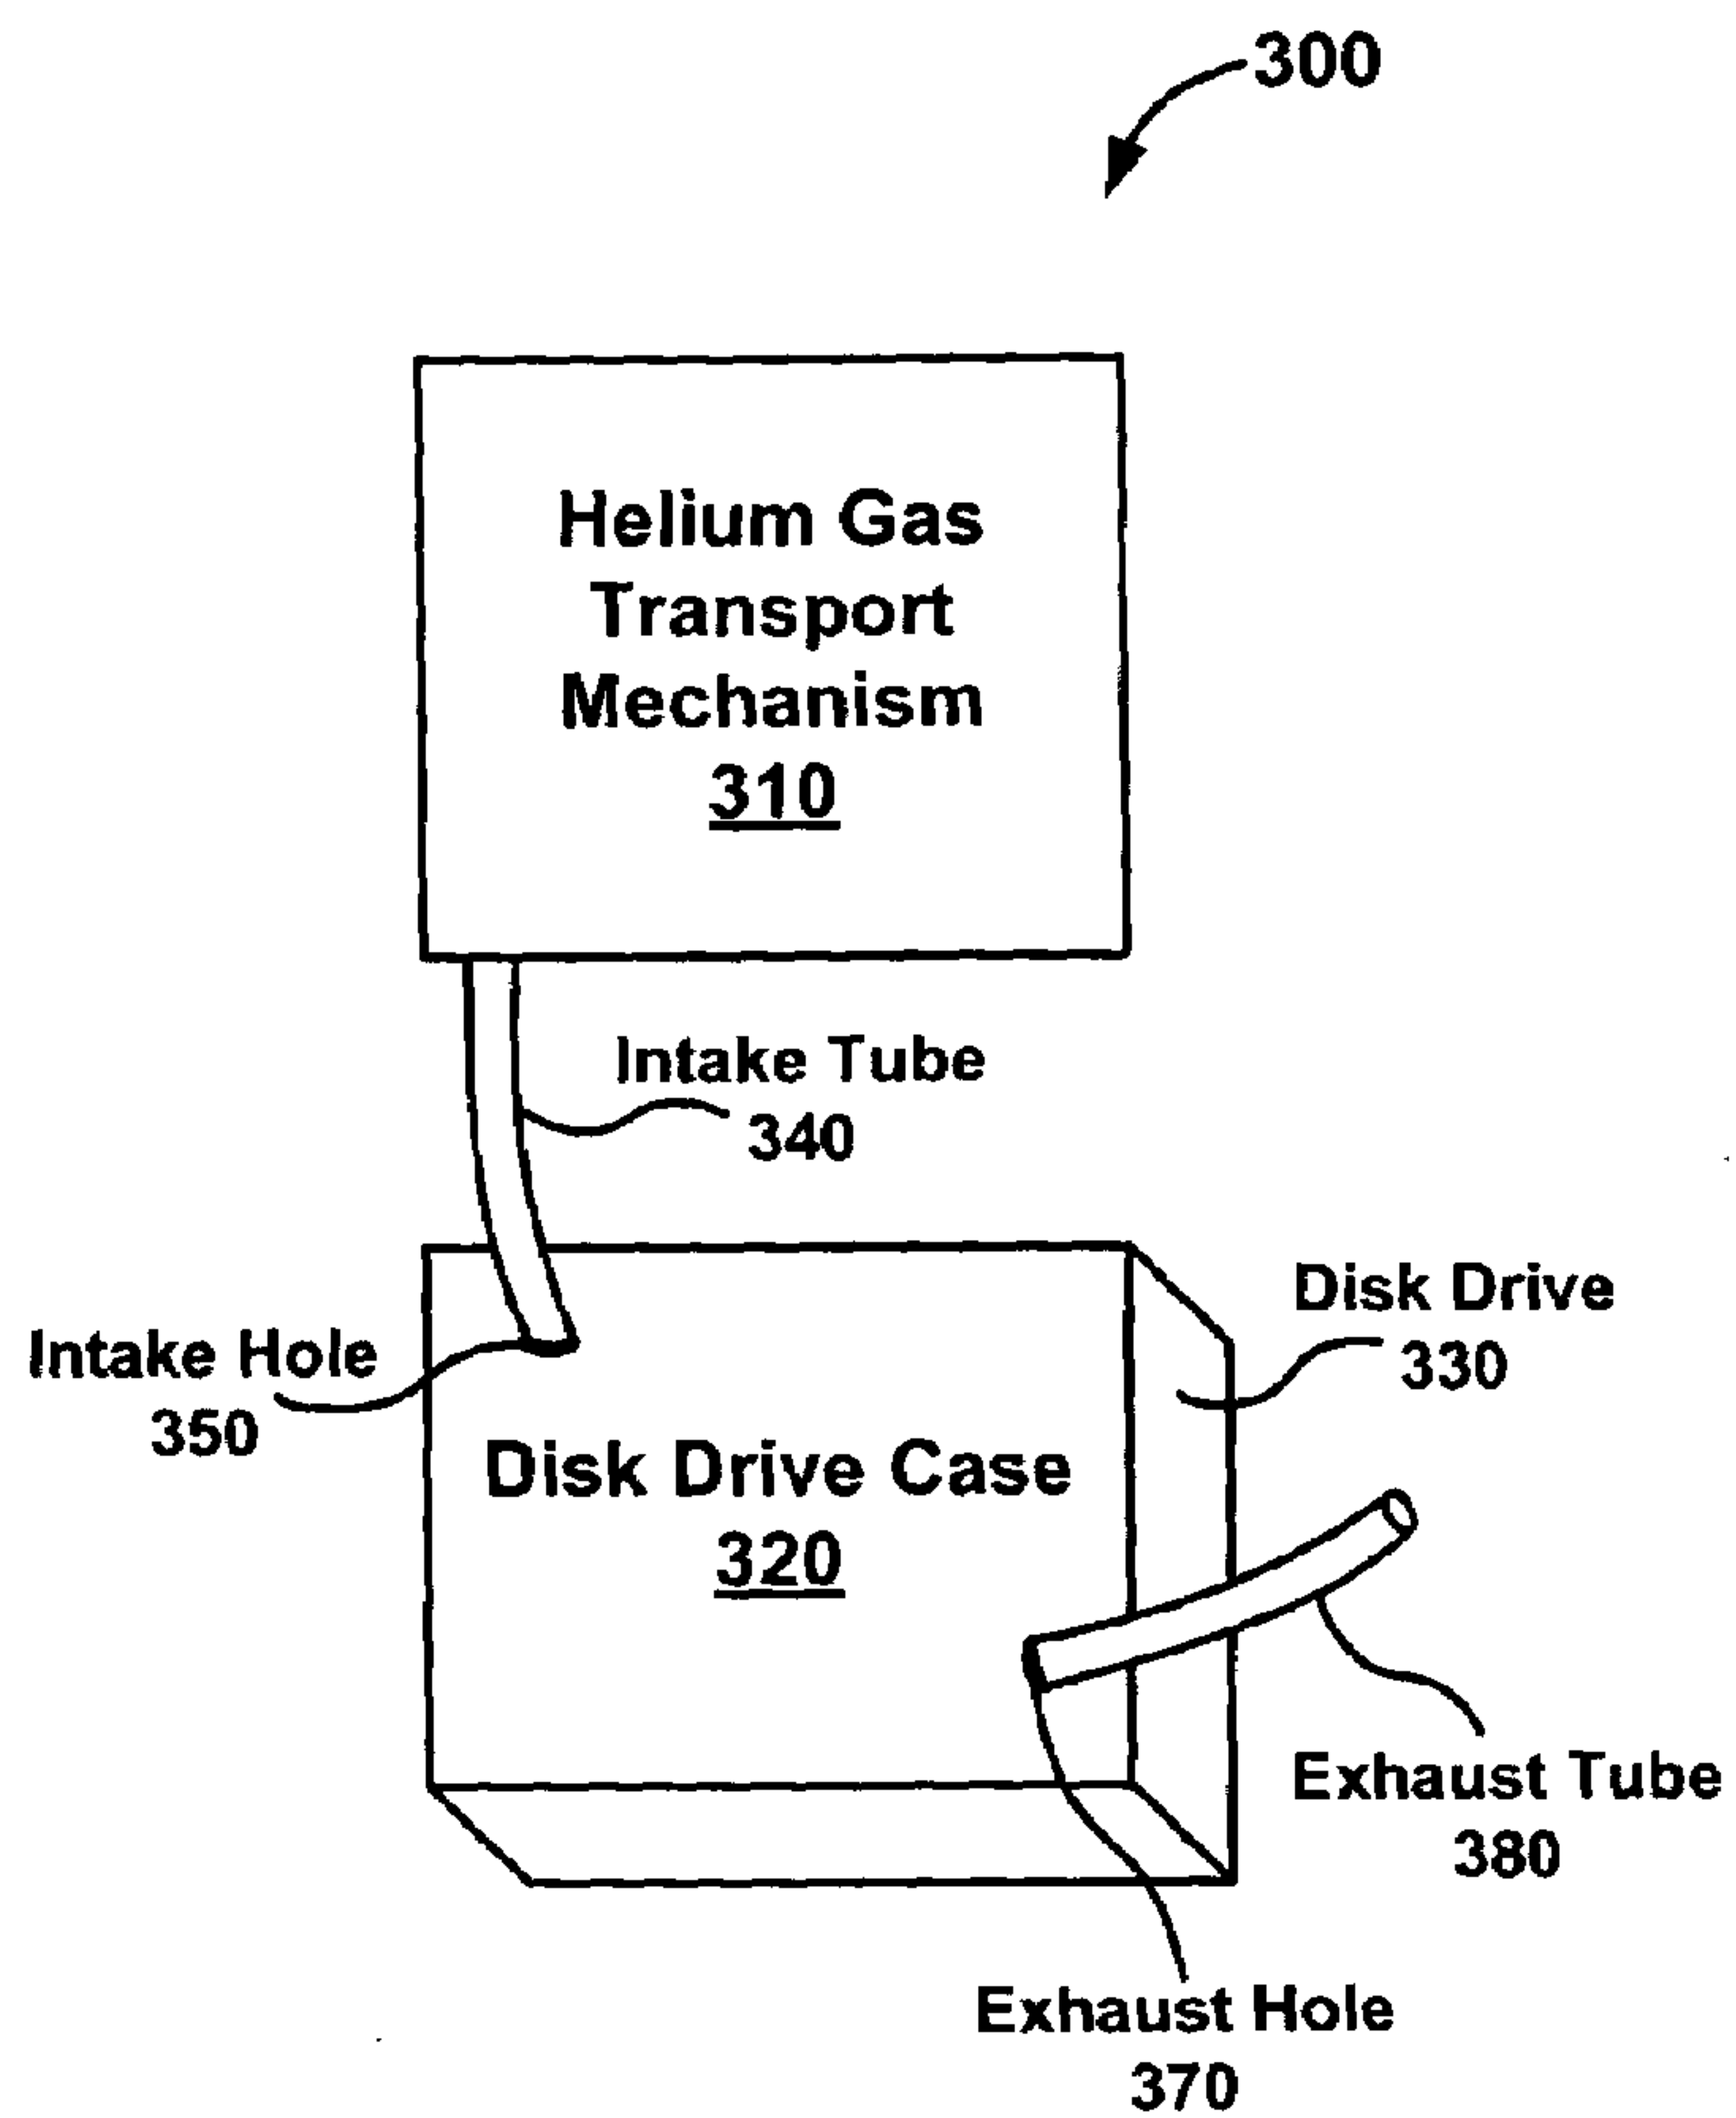 300
Helium Gas
Transport
Mechanism
310
Intake Tube
340
Disk Drive
330
Intake Hole
350
Disk Drive Case
320
Exhaust Tube
380
Exhaust Hole
370